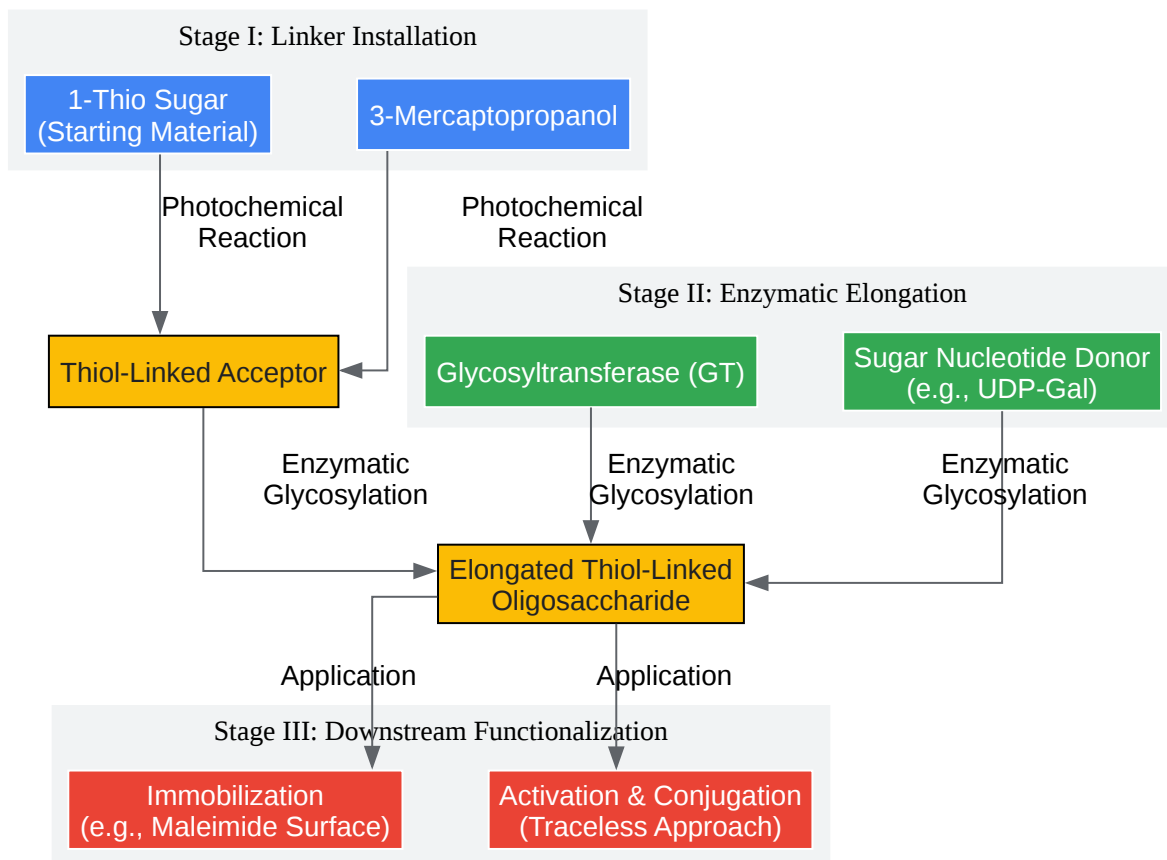 Stage I: Linker Installation
1-Thio Sugar
(Starting Material)
3-Mercaptopropanol
Photochemical
Reaction
Photochemical
Reaction
Stage II: Enzymatic Elongation
Thiol-Linked Acceptor
Glycosyltransferase (GT)
Sugar Nucleotide Donor
(e.g., UDP-Gal)
Enzymatic
Glycosylation
Enzymatic
Glycosylation
Enzymatic
Glycosylation
Elongated Thiol-Linked
Oligosaccharide
Application
Application
Stage III: Downstream Functionalization
Immobilization
(e.g., Maleimide Surface)
Activation & Conjugation
(Traceless Approach)